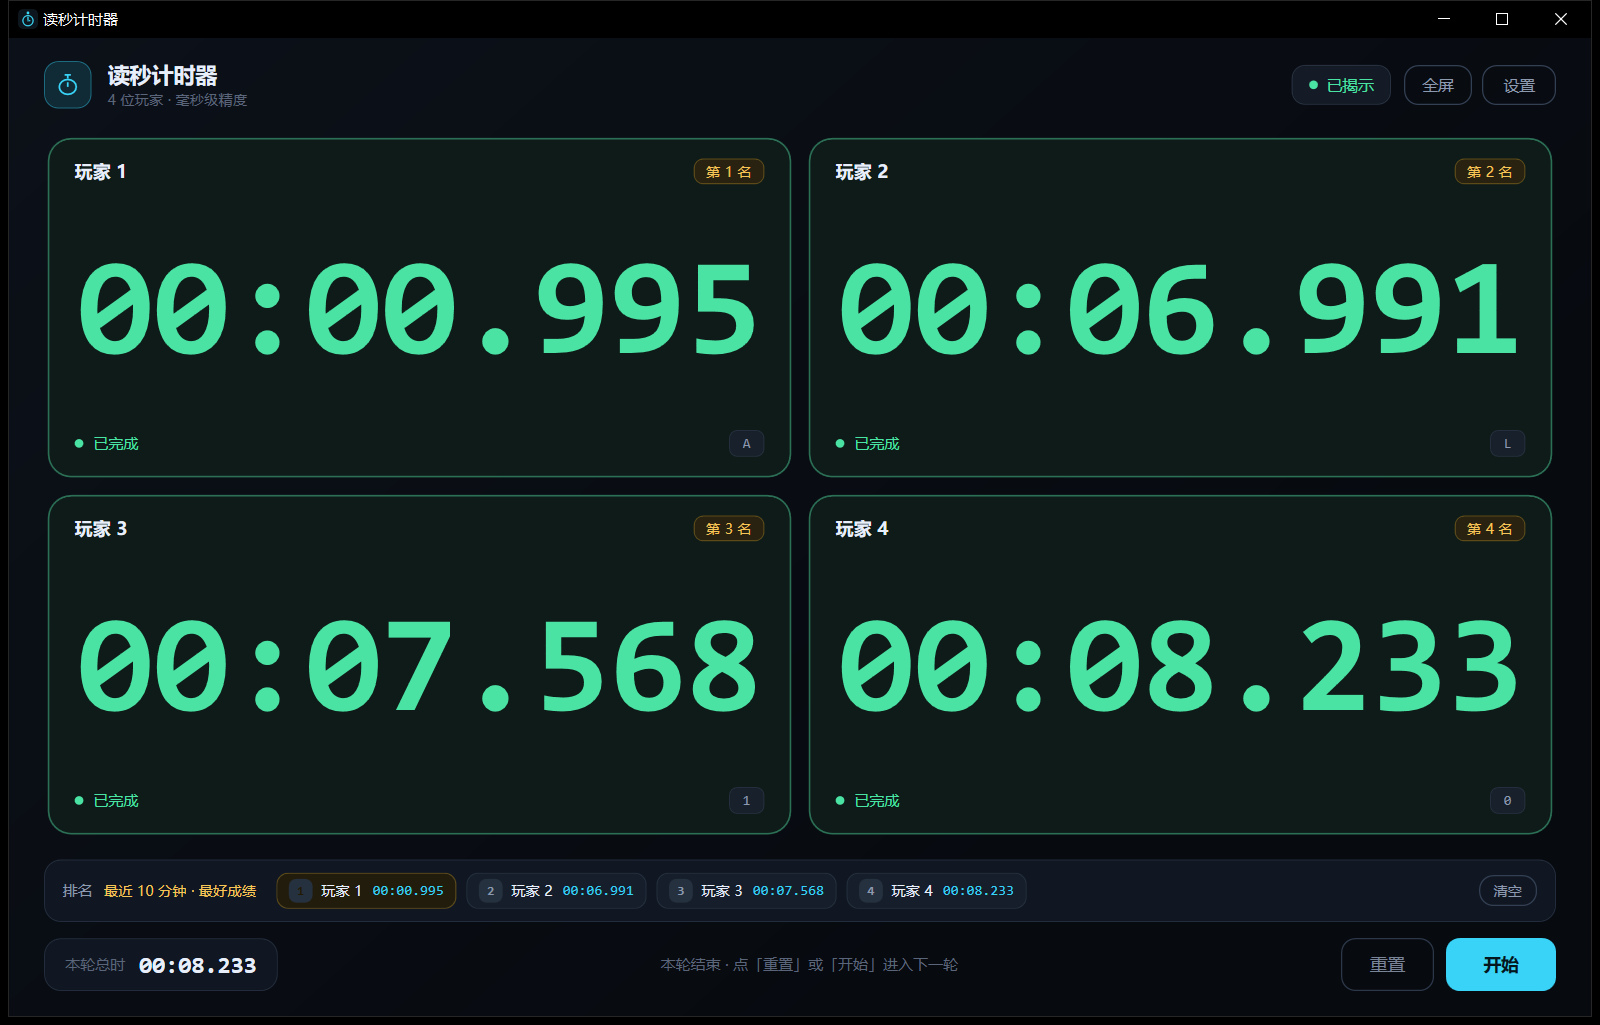 读秒计时器
读秒计时器
4 位玩家 · 毫秒级精度
已揭示
全屏
设置
玩家 1
第 1 名
00:00.995
已完成
A
玩家 2
第 2 名
00:06.991
已完成
L
玩家 3
第 3 名
00:07.568
已完成
1
玩家 4
第 4 名
00:08.233
已完成
0
排名 最近 10 分钟 · 最好成绩 1 玩家 1 00:00.995 2 玩家 2 00:06.991 3 玩家 3 00:07.568 4 玩家 4 00:08.233 清空
本轮总时 00:08.233
本轮结束 · 点「重置」或「开始」进入下一轮
重置
开始